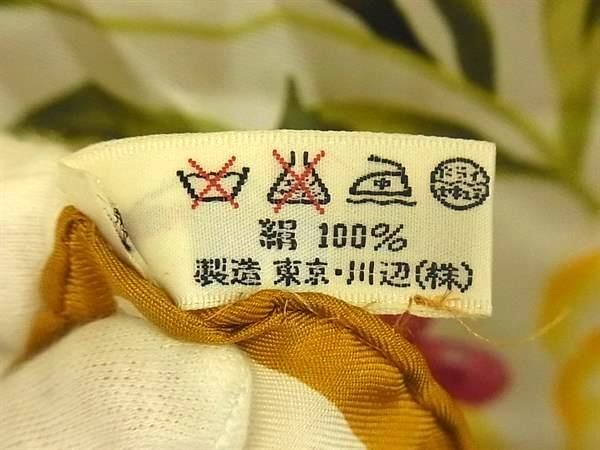 中
絹 100%
製造 東京・川辺(株)